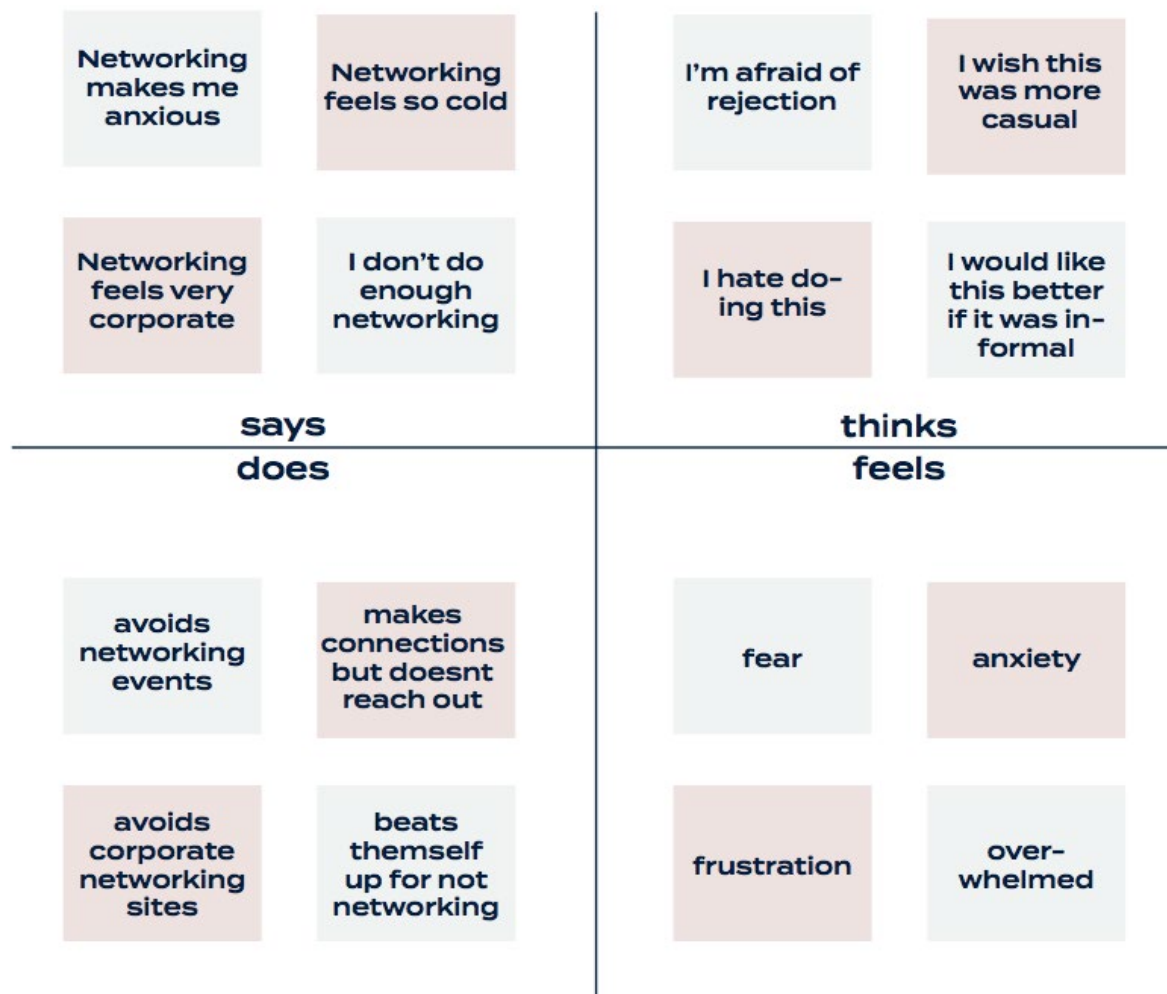 Networking
makes me
anxious
Networking
feels so cold
Networking
feels very
corporate
I don't do
enough
networking
says
I'm afraid of
rejection
I wish this
was more
casual
I hate do-
ing this
I would like
this better
if it was in-
formal
thinks
does
avoids
networking
events
makes
connections
but doesnt
reach out
avoids
corporate
networking
sites
beats
themself
up for not
networking
feels
fear
anxiety
frustration
over-
whelmed